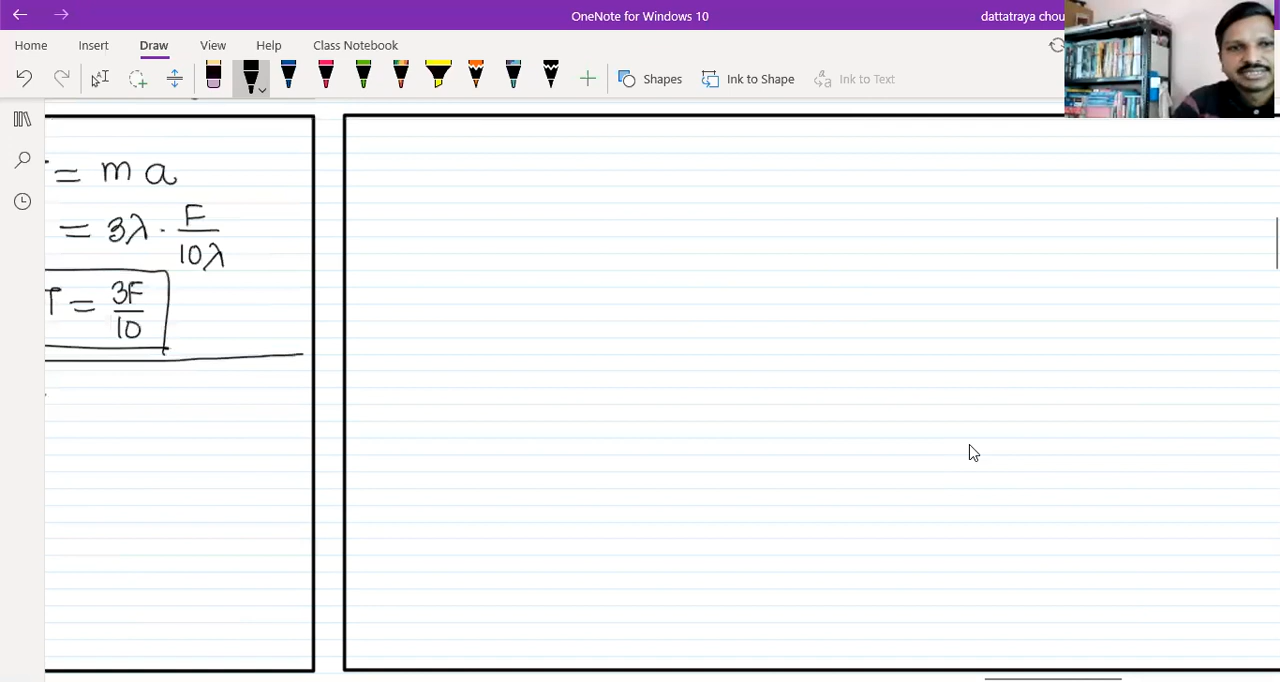 OneNote for Windows 10
dattatraya chou
Home Insert Draw View Help Class Notebook
Shapes Ink to Shape Ink to Text
= m a
= 3λ · F/10λ
T = 3F/10